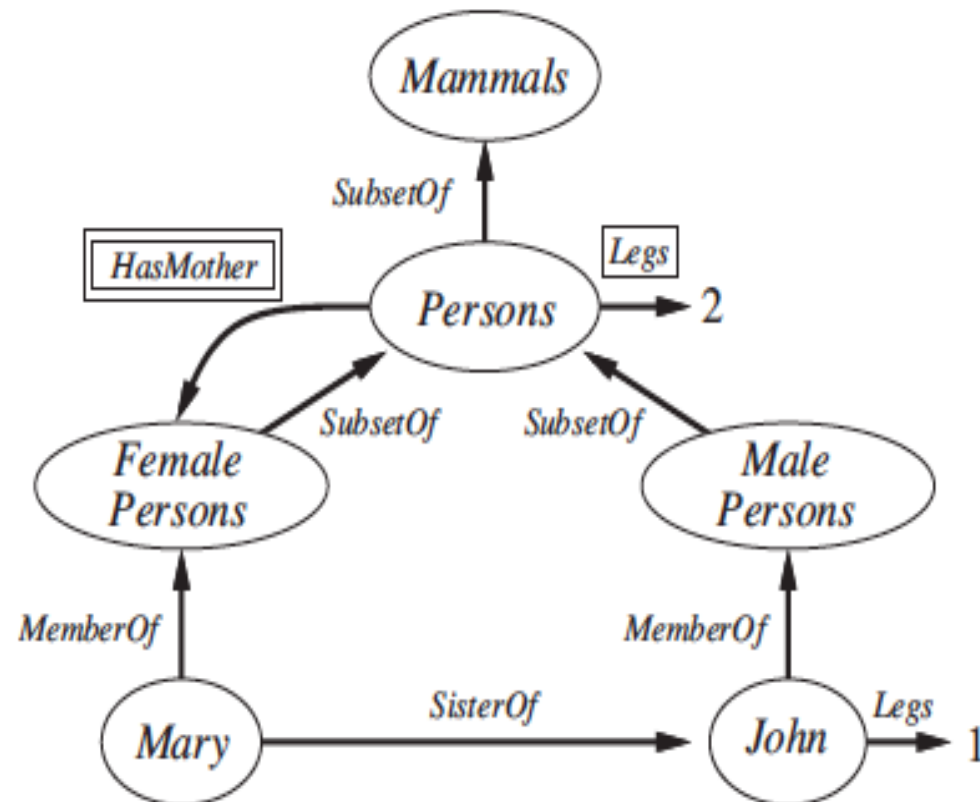 Mammals
SubsetOf
HasMother
Legs
Persons
2
SubsetOf
SubsetOf
Female
Persons
Male
Persons
MemberOf
MemberOf
SisterOf
Legs
Mary
John
1